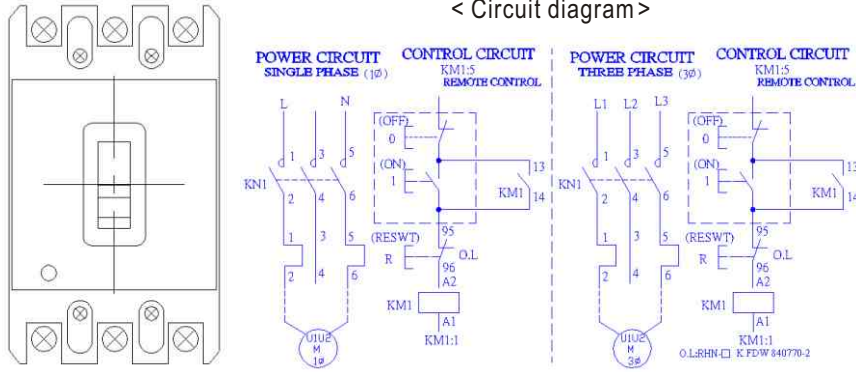 < Circuit diagram>
POWER CIRCUIT
SINGLE PHASE (1Ø)
CONTROL CIRCUIT
KM1:5
REMOTE CONTROL
L
N
(OFF)
0
(ON)
1
KN1
1
3
5
2
4
6
13
KM1
14
1
3
5
2
4
6
(RESWT)
R
95
O.L
96
A2
KM1
A1
KM1:1
U1U2
M
1ø
POWER CIRCUIT
THREE PHASE (3Ø)
CONTROL CIRCUIT
KM1:5
REMOTE CONTROL
L1 L2 L3
(OFF)
0
(ON)
1
KN1
1
3
5
2
4
6
13
KM1
14
1
3
5
2
4
6
(RESWT)
R
95
O.L
96
A2
KM1
A1
KM1:1
U1U2
M
3ø
O.L:RHN-□ K FDW 840770-2